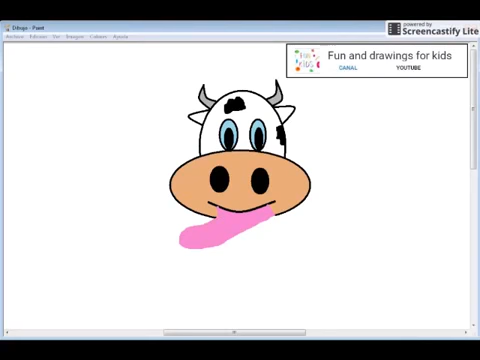 powered by
Screencastify Lite
Dibujo - Paint
Archivo Edición Ver Imagen Colores Ayuda
Fun and drawings for kids
CANAL YOUTUBE